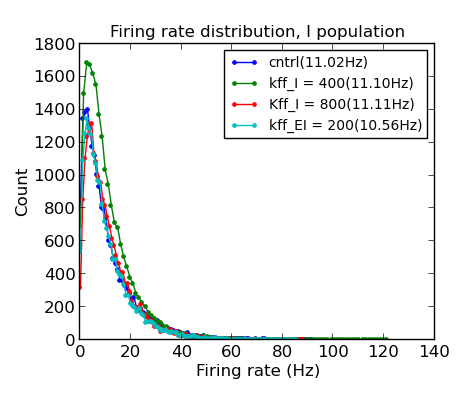 Firing rate distribution, I population
1800
1600
1400
1200
1000
800
600
400
200
0
Count
cntrl(11.02Hz)
kff_I = 400(11.10Hz)
Kff_I = 800(11.11Hz)
kff_EI = 200(10.56Hz)
0 20 40 60 80 100 120 140
Firing rate (Hz)